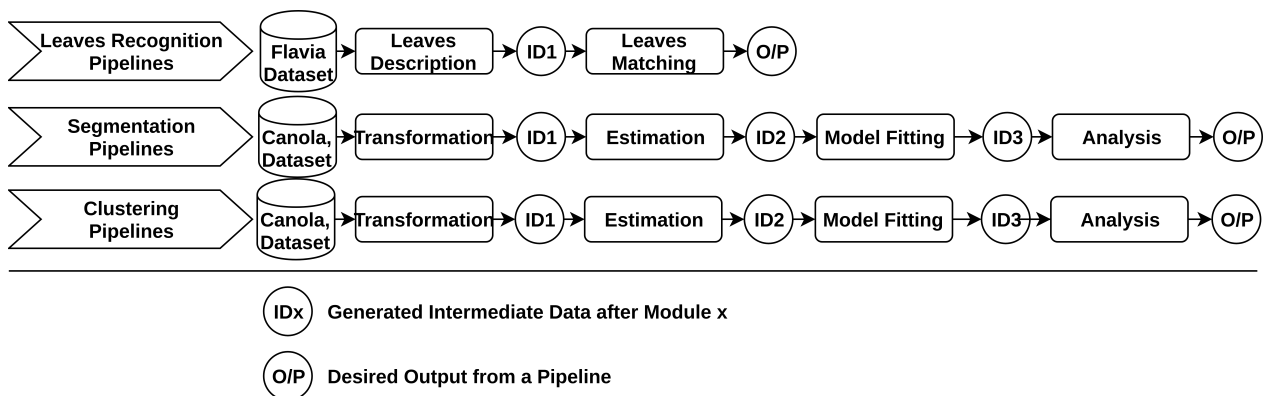 Leaves Recognition
Pipelines
Flavia
Dataset
Leaves
Description
ID1
Leaves
Matching
O/P
Segmentation
Pipelines
Canola,
Dataset
Transformation
ID1
Estimation
ID2
Model Fitting
ID3
Analysis
O/P
Clustering
Pipelines
Canola,
Dataset
Transformation
ID1
Estimation
ID2
Model Fitting
ID3
Analysis
O/P
IDx
Generated Intermediate Data after Module x
O/P
Desired Output from a Pipeline